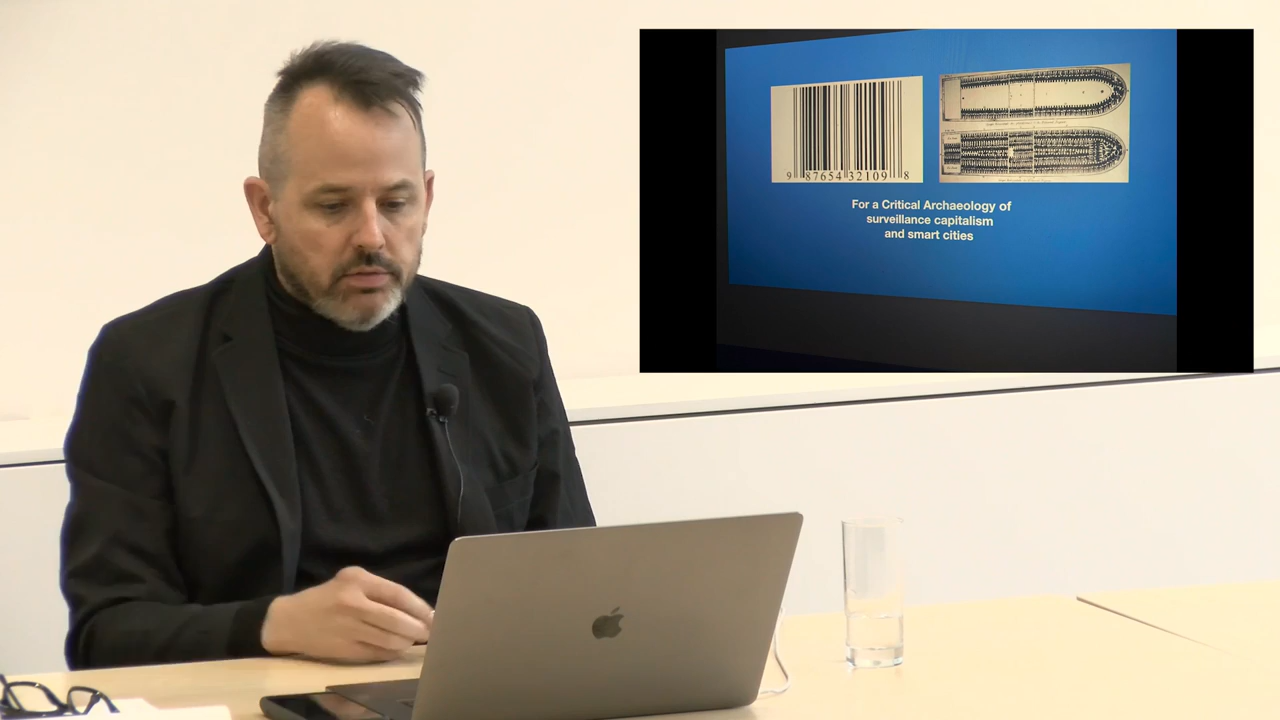 9 87654 32109 8
For a Critical Archaeology of
surveillance capitalism
and smart cities